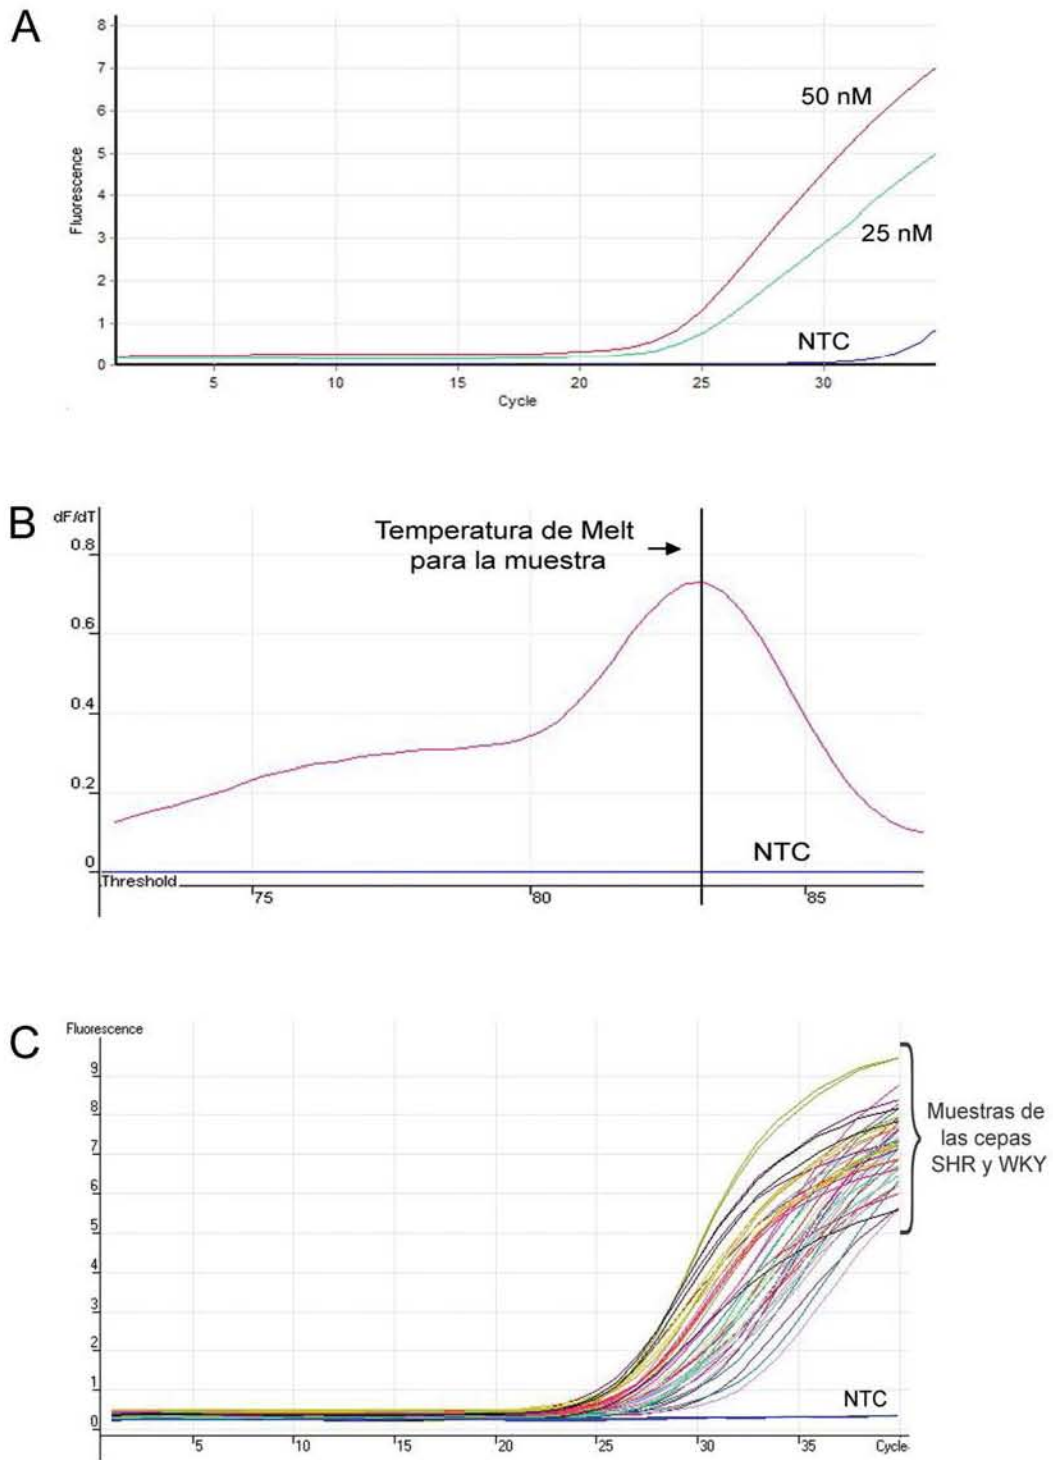 A
8
7
6
5
4
3
2
1
0
Fluorescence
50 nM
25 nM
NTC
5
10
15
20
25
30
Cycle
B
dF/dT
0.8
0.6
0.4
0.2
0
Temperatura de Melt
para la muestra
NTC
Threshold
75
80
85
C
Fluorescence
9
8
7
6
5
4
3
2
1
0
Muestras de
las cepas
SHR y WKY
NTC
5
10
15
20
25
30
35
Cycle